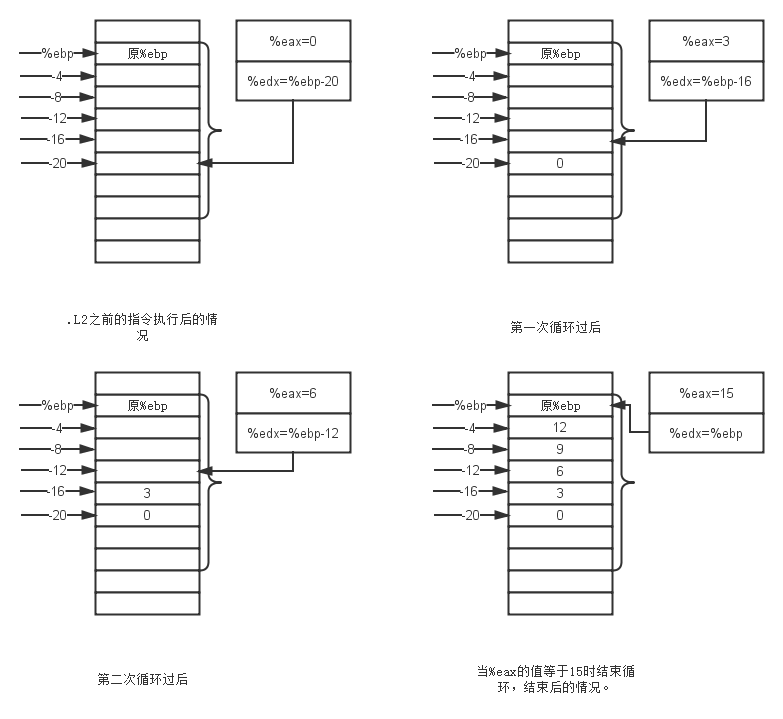 %ebp
原%ebp
-4
-8
-12
-16
-20
%eax=0
%edx=%ebp-20
.L2之前的指令执行后的情
况
%ebp
原%ebp
-4
-8
-12
-16
-20
0
%eax=3
%edx=%ebp-16
第一次循环过后
%ebp
原%ebp
-4
-8
-12
-16
3
-20
0
%eax=6
%edx=%ebp-12
第二次循环过后
%ebp
原%ebp
-4
12
-8
9
-12
6
-16
3
-20
0
%eax=15
%edx=%ebp
当%eax的值等于15时结束循
环，结束后的情况。